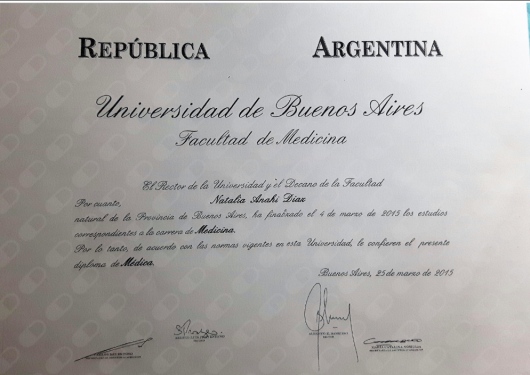 REPÚBLICA ARGENTINA
Universidad de Buenos Aires
Facultad de Medicina
El Rector de la Universidad y el Decano de la Facultad
Por cuanto, Natalia Anahi Diaz
natural de la Provincia de Buenos Aires, ha finalizado el 4 de marzo de 2015 los estudios
correspondientes a la carrera de Medicina.
Por lo tanto, de acuerdo con las normas vigentes en esta Universidad, le confieren el presente
diploma de Médica.
Buenos Aires, 25 de marzo de 2015